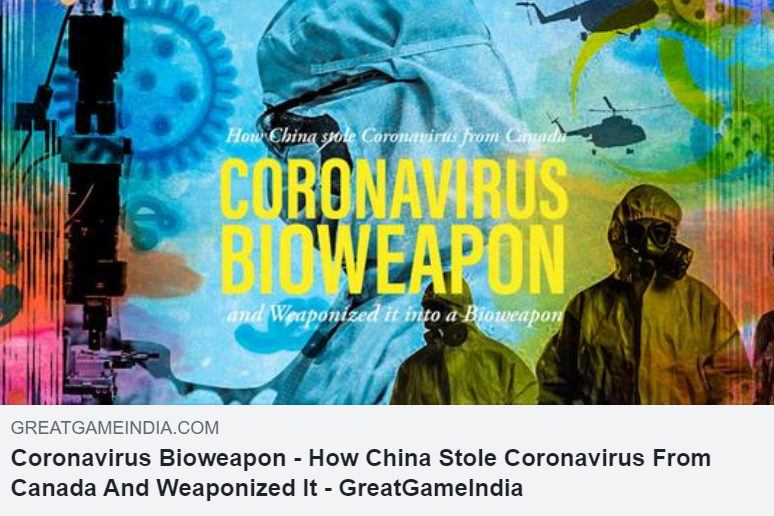 How China stole Coronavirus from Canada
CORONAVIRUS
BIOWEAPON
and Weaponized it into a Bioweapon
GREATGAMEINDIA.COM
Coronavirus Bioweapon - How China Stole Coronavirus From
Canada And Weaponized It - GreatGameIndia